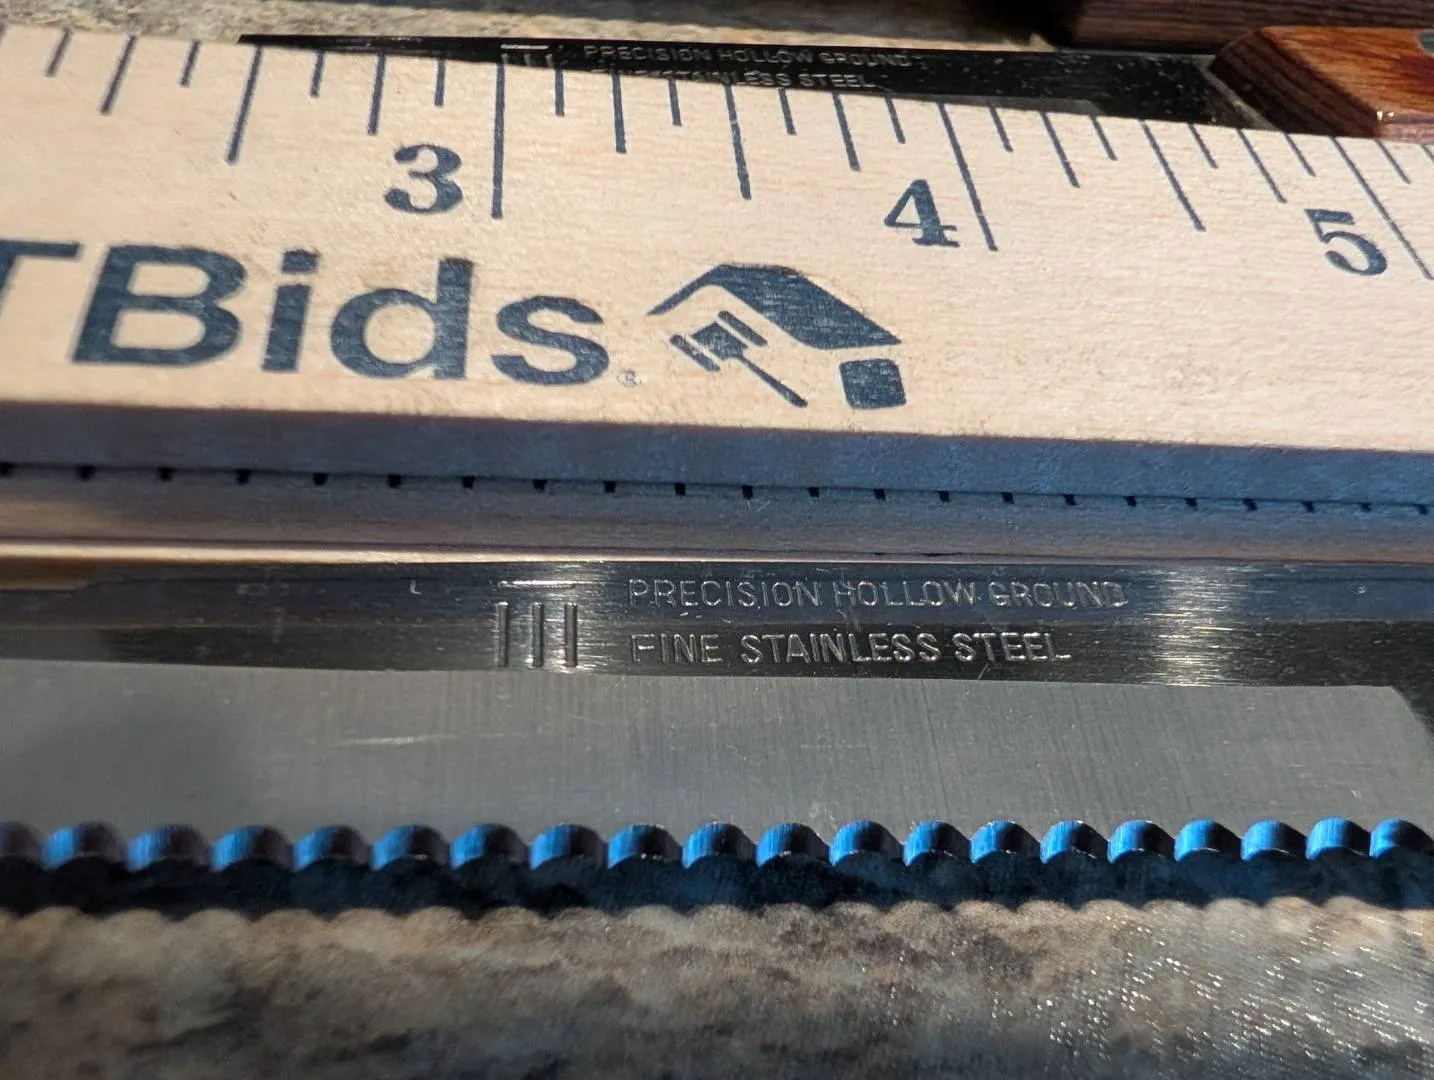 PRECISION HOLLOW GROUND
STAINLESS STEEL
3 4 5
TBids®
PRECISION HOLLOW GROUND
FINE STAINLESS STEEL